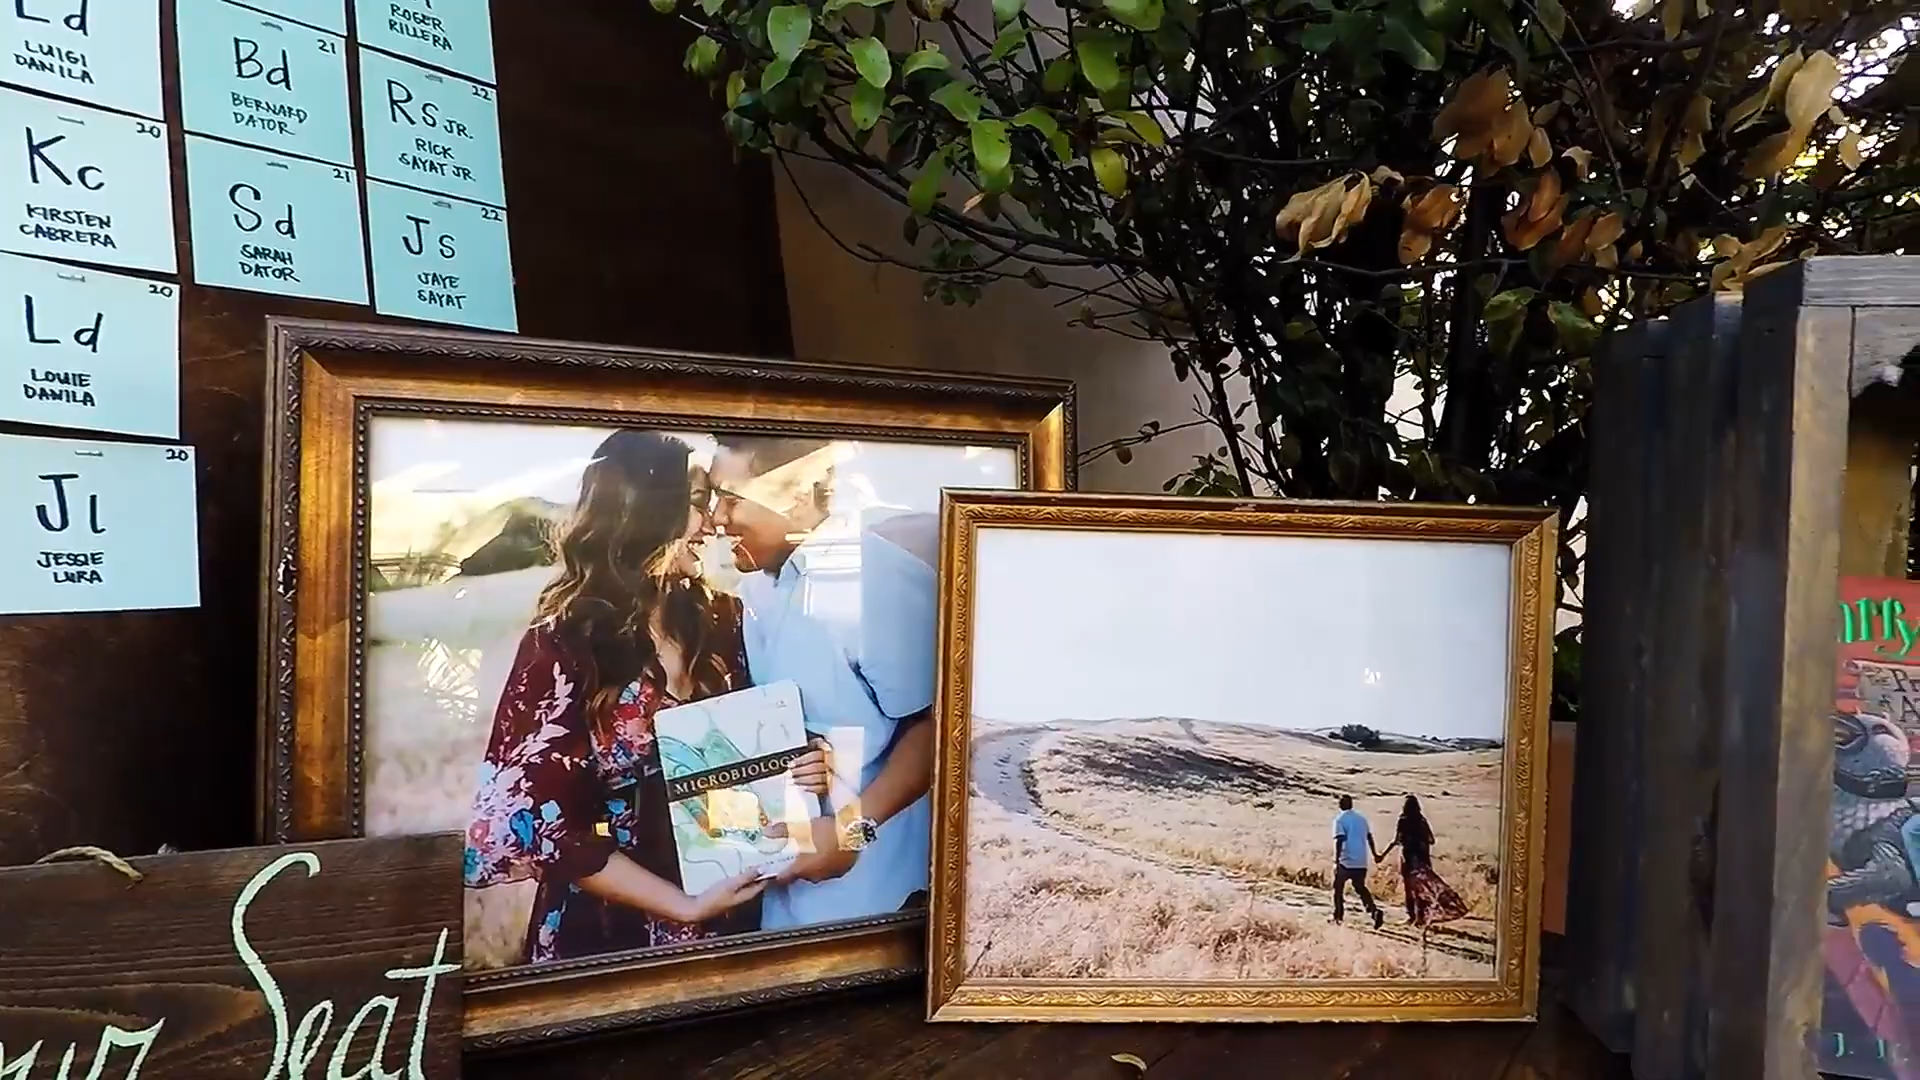 Ld
LUIGI
DANILA
20
Kc
KIRSTEN
CABRERA
20
Ld
LOUIE
DANILA
20
Jl
JESSIE
LURA
21
Bd
BERNARD
DATOR
21
Sd
SARAH
DATOR
ROGER
RILLERA
22
Rs JR.
RICK
SAYAT JR.
22
Js
JAYE
SAYAT
MICROBIOLOGY
Seat
J.